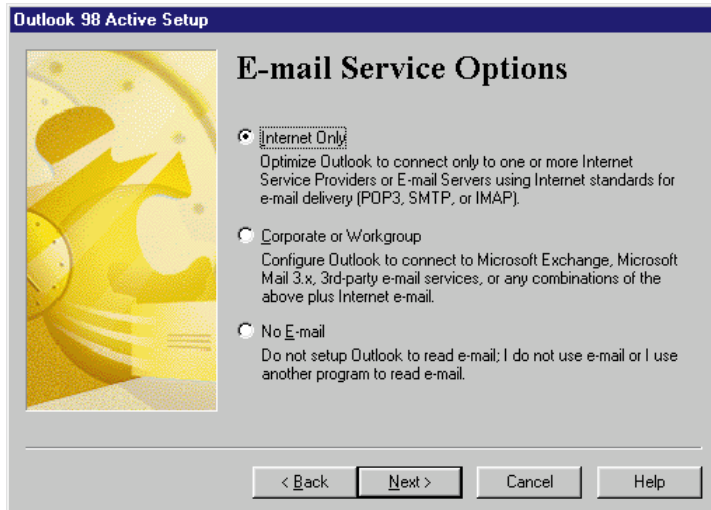 Outlook 98 Active Setup
E-mail Service Options
Internet Only
Optimize Outlook to connect only to one or more Internet
Service Providers or E-mail Servers using Internet standards for
e-mail delivery (POP3, SMTP, or IMAP).
Corporate or Workgroup
Configure Outlook to connect to Microsoft Exchange, Microsoft
Mail 3.x, 3rd-party e-mail services, or any combinations of the
above plus Internet e-mail.
No E-mail
Do not setup Outlook to read e-mail; I do not use e-mail or I use
another program to read e-mail.
< Back Next > Cancel Help